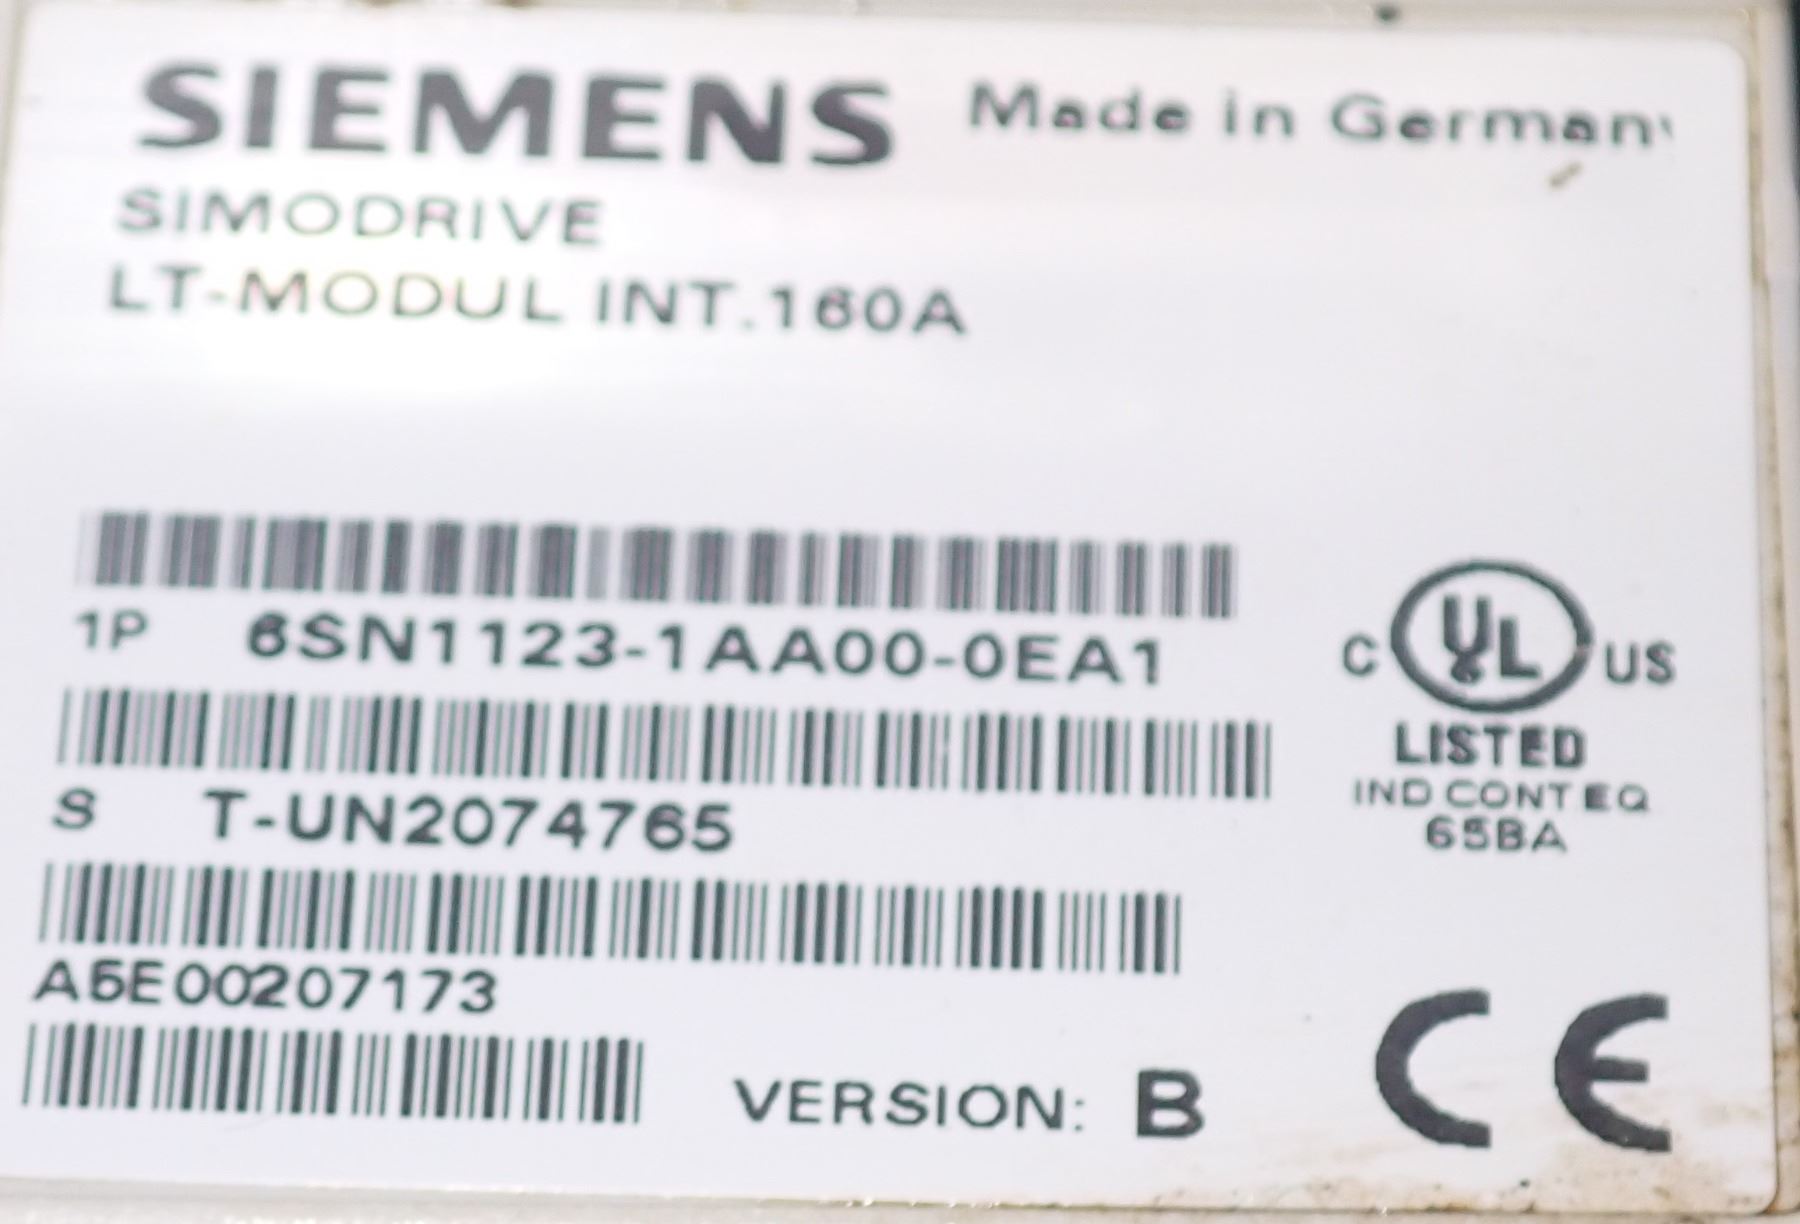 SIEMENS Made in Germany
SIMODRIVE
LT-MODUL INT.160A
1P 6SN1123-1AA00-0EA1
S T-UN2074765
A5E00207173
VERSION: B
C UL US
LISTED
IND CONT EQ
65BA
CE